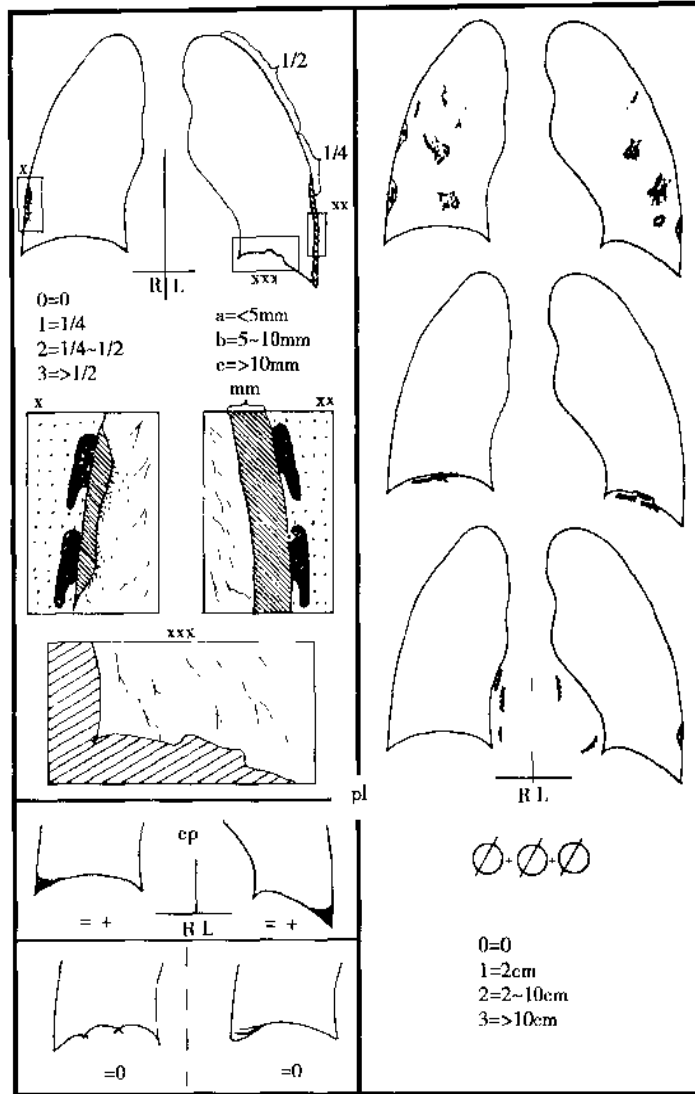 1/2
1/4
x
xx
xxx
R L
0=0
1=1/4
2=1/4~1/2
3=>1/2
a=<5mm
b=5~10mm
c=>10mm
mm
x
xx
xxx
pl
cp
= +
R L
= +
=0
=0
R L
∅+∅+∅
0=0
1=2cm
2=2~10cm
3=>10cm